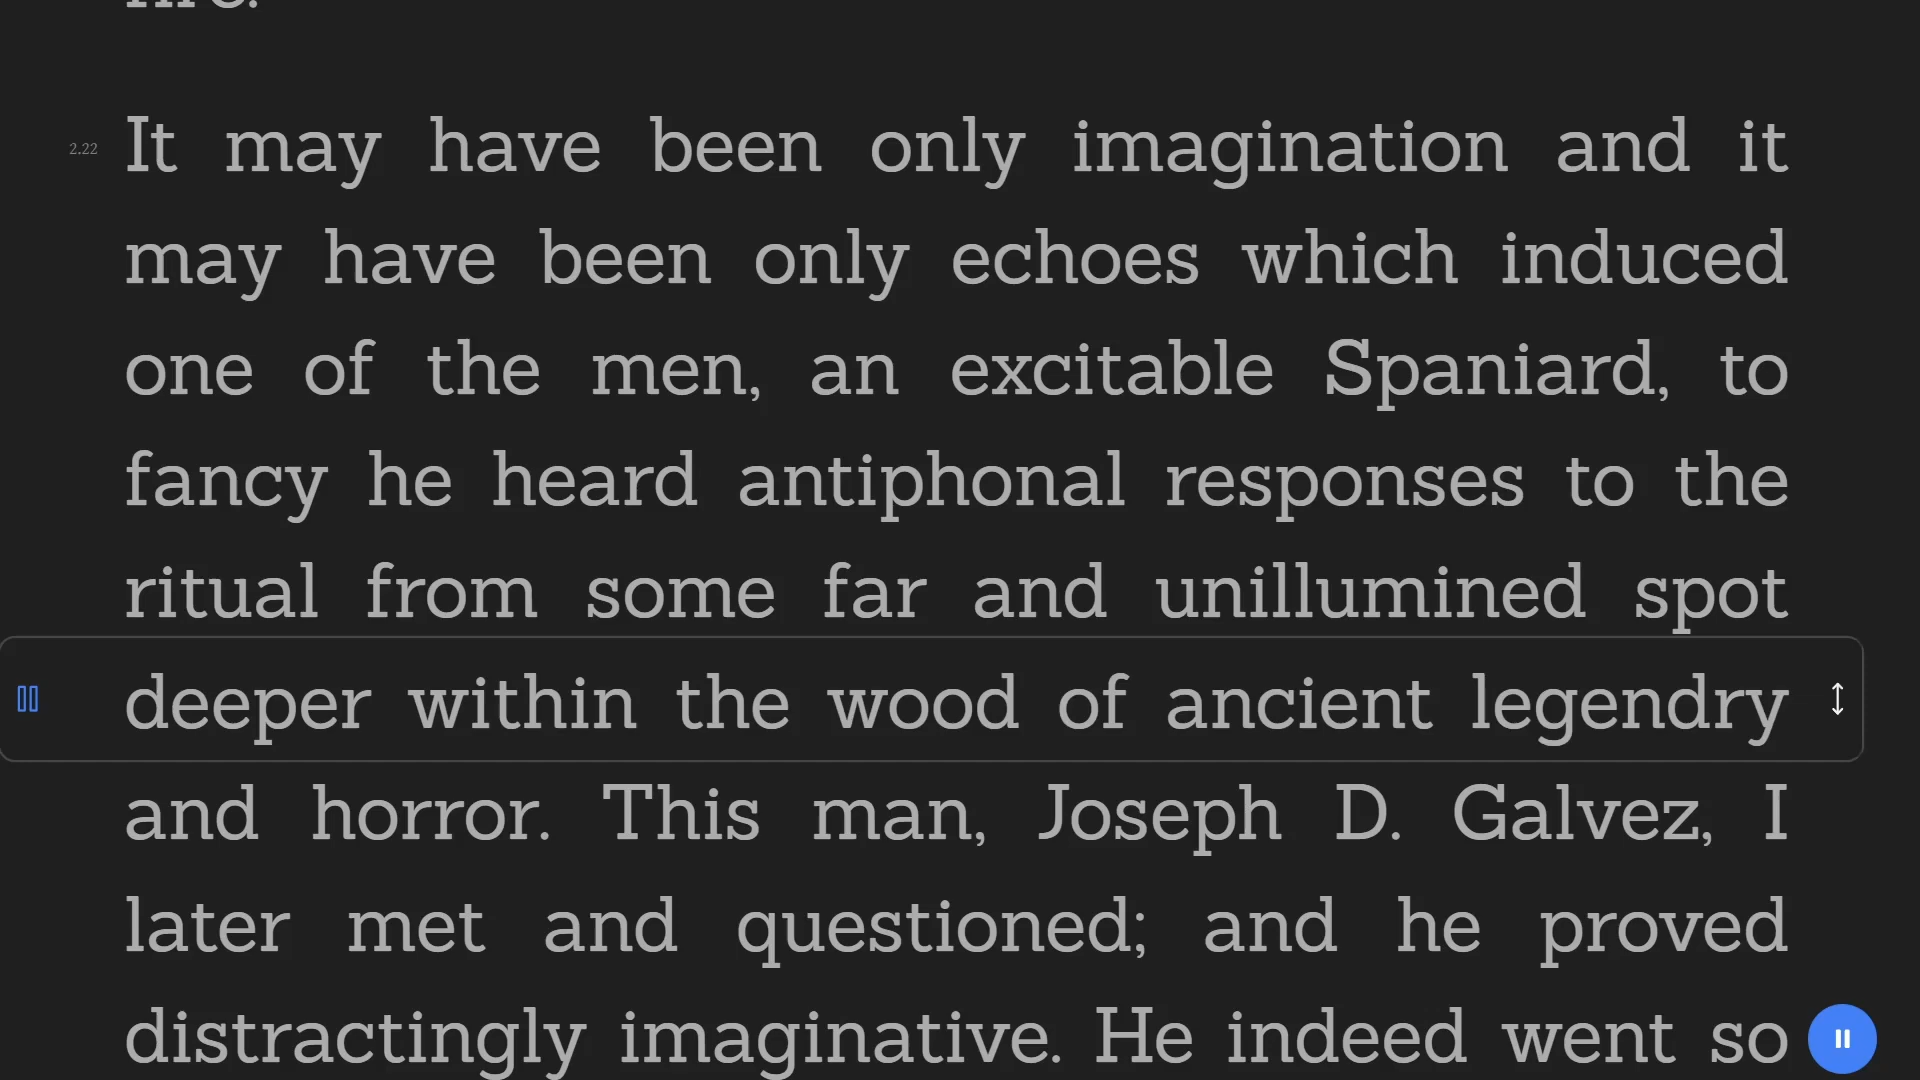 2.22
It may have been only imagination and it
may have been only echoes which induced
one of the men, an excitable Spaniard, to
fancy he heard antiphonal responses to the
ritual from some far and unillumined spot
deeper within the wood of ancient legendry
and horror. This man, Joseph D. Galvez, I
later met and questioned; and he proved
distractingly imaginative. He indeed went so